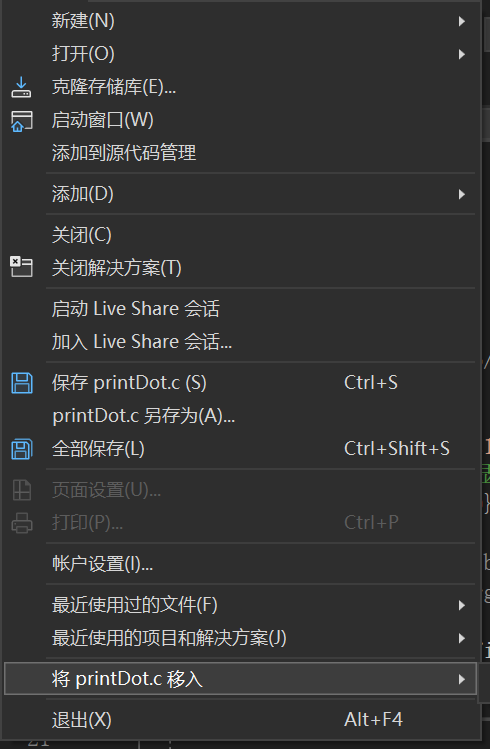 新建(N)
打开(O)
克隆存储库(E)...
启动窗口(W)
添加到源代码管理
添加(D)
关闭(C)
关闭解决方案(T)
启动 Live Share 会话
加入 Live Share 会话...
保存 printDot.c (S) Ctrl+S
printDot.c 另存为(A)...
全部保存(L) Ctrl+Shift+S
页面设置(U)...
打印(P)... Ctrl+P
帐户设置(I)...
最近使用过的文件(F)
最近使用的项目和解决方案(J)
将 printDot.c 移入
退出(X) Alt+F4
21